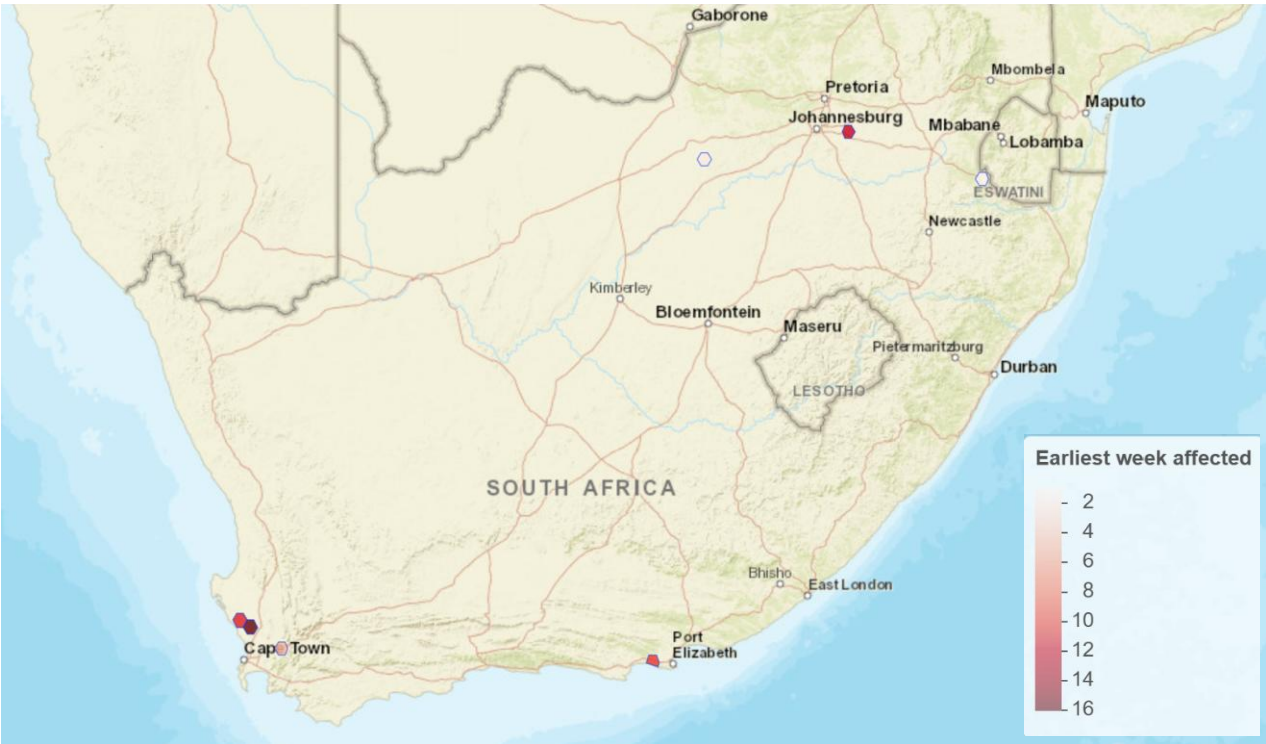 Gaborone
Mbombela
Pretoria
Maputo
Johannesburg
Mbabane
Lobamba
ESWATINI
Newcastle
Kimberley
Bloemfontein
Maseru
Pietermaritzburg
Durban
LESOTHO
SOUTH AFRICA
Bhisho
East London
Port
Elizabeth
Cape Town
Earliest week affected
2
4
6
8
10
12
14
16